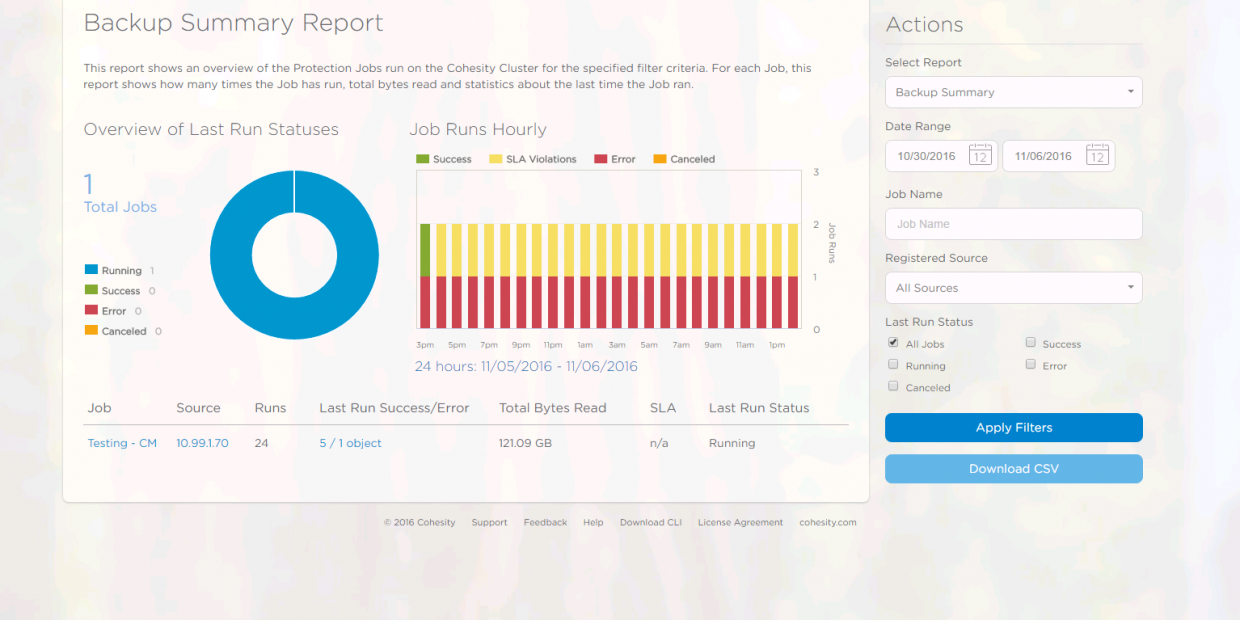 Backup Summary Report
This report shows an overview of the Protection Jobs run on the Cohesity Cluster for the specified filter criteria. For each Job, this
report shows how many times the Job has run, total bytes read and statistics about the last time the Job ran.
Overview of Last Run Statuses
1
Total Jobs
Running 1
Success 0
Error 0
Canceled 0
Job Runs Hourly
Success SLA Violations Error Canceled
3
2
1
0
Job Runs
3pm 5pm 7pm 9pm 11pm 1am 3am 5am 7am 9am 11am 1pm
24 hours: 11/05/2016 - 11/06/2016
Job Source Runs Last Run Success/Error Total Bytes Read SLA Last Run Status
Testing - CM 10.99.1.70 24 5 / 1 object 121.09 GB n/a Running
© 2016 Cohesity Support Feedback Help Download CLI License Agreement cohesity.com
Actions
Select Report
Backup Summary
Date Range
10/30/2016 12 11/06/2016 12
Job Name
Job Name
Registered Source
All Sources
Last Run Status
All Jobs Success
Running Error
Canceled
Apply Filters
Download CSV